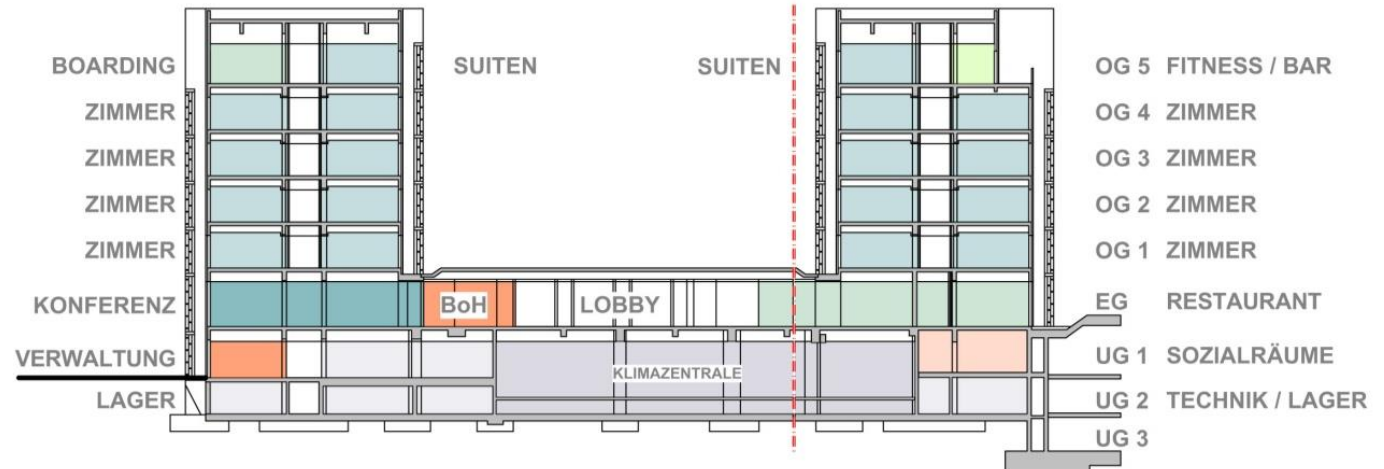 BOARDING SUITEN SUITEN OG 5 FITNESS / BAR
ZIMMER OG 4 ZIMMER
ZIMMER OG 3 ZIMMER
ZIMMER OG 2 ZIMMER
ZIMMER OG 1 ZIMMER
KONFERENZ BoH LOBBY EG RESTAURANT
VERWALTUNG KLIMAZENTRALE UG 1 SOZIALRÄUME
LAGER UG 2 TECHNIK / LAGER
UG 3